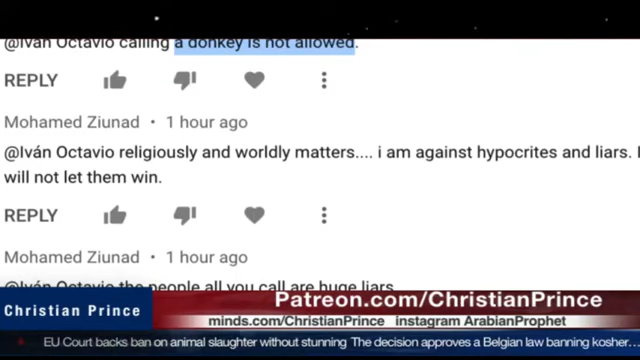 @Iván Octavio calling a donkey is not allowed.
REPLY
Mohamed Ziunad • 1 hour ago
@Iván Octavio religiously and worldly matters.... i am against hypocrites and liars. I
will not let them win.
REPLY
Mohamed Ziunad • 1 hour ago
@Iván Octavio the people all you call are huge liars
Christian Prince
Patreon.com/ChristianPrince
minds.com/ChristianPrince instagram ArabianProphet
EU Court backs ban on animal slaughter without stunning The decision approves a Belgian law banning kosher...